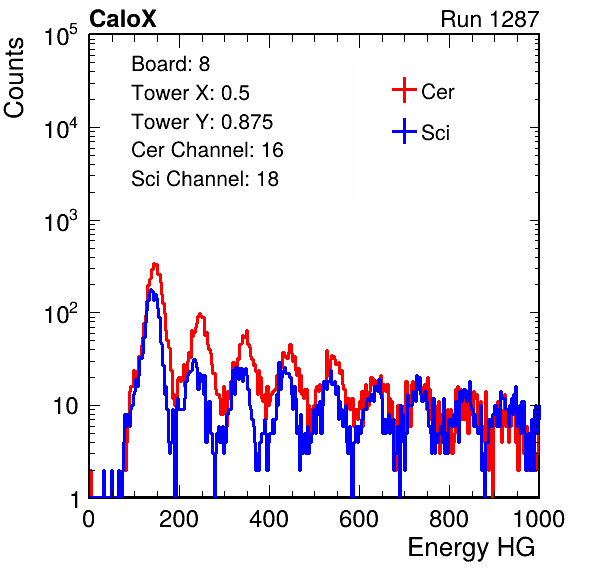 CaloX Run 1287
Counts
10^5
10^4
10^3
10^2
10
1
Board: 8
Tower X: 0.5
Tower Y: 0.875
Cer Channel: 16
Sci Channel: 18
Cer
Sci
0 200 400 600 800 1000
Energy HG